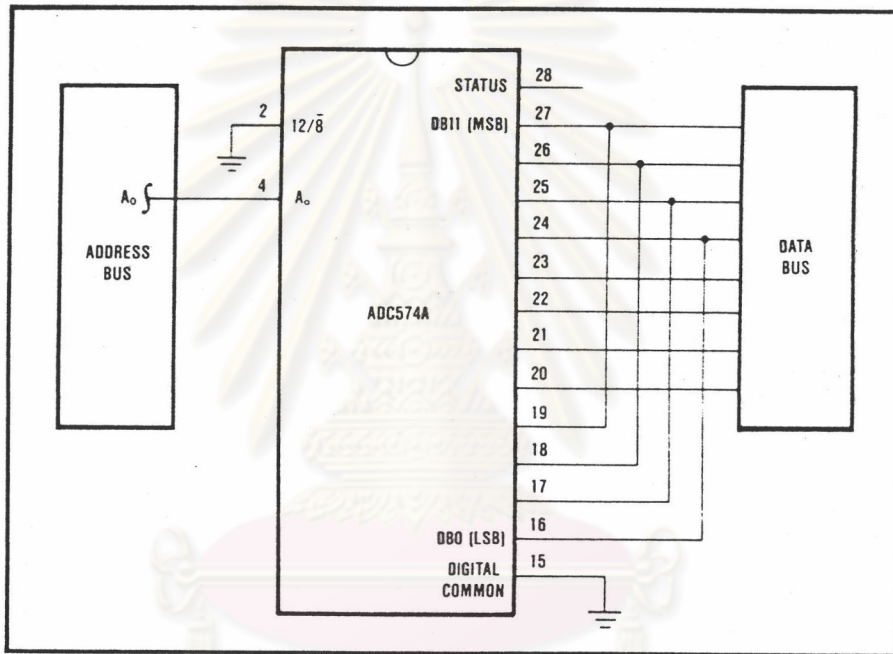 STATUS 28
2 12/8̄ DB11 (MSB) 27
26
25
A₀ 4 A₀ 24
ADDRESS
BUS
23
DATA
BUS
22
ADC574A
21
20
19
18
17
DB0 (LSB) 16
DIGITAL
COMMON
15